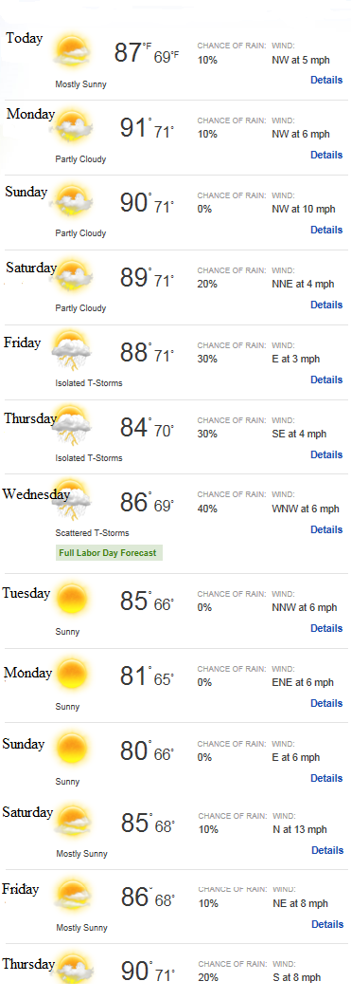 Today 87°F 69°F CHANCE OF RAIN: WIND:
10% NW at 5 mph
Details
Mostly Sunny
Monday 91° 71° CHANCE OF RAIN: WIND:
10% NW at 6 mph
Details
Partly Cloudy
Sunday 90° 71° CHANCE OF RAIN: WIND:
0% NW at 10 mph
Details
Partly Cloudy
Saturday 89° 71° CHANCE OF RAIN: WIND:
20% NNE at 4 mph
Details
Partly Cloudy
Friday 88° 71° CHANCE OF RAIN: WIND:
30% E at 3 mph
Details
Isolated T-Storms
Thursday 84° 70° CHANCE OF RAIN: WIND:
30% SE at 4 mph
Details
Isolated T-Storms
Wednesday 86° 69° CHANCE OF RAIN: WIND:
40% WNW at 6 mph
Details
Scattered T-Storms
Full Labor Day Forecast
Tuesday 85° 66° CHANCE OF RAIN: WIND:
0% NNW at 6 mph
Details
Sunny
Monday 81° 65° CHANCE OF RAIN: WIND:
0% ENE at 6 mph
Details
Sunny
Sunday 80° 66° CHANCE OF RAIN: WIND:
0% E at 6 mph
Details
Sunny
Saturday 85° 68° CHANCE OF RAIN: WIND:
10% N at 13 mph
Details
Mostly Sunny
Friday 86° 68° CHANCE OF RAIN: WIND:
10% NE at 8 mph
Details
Mostly Sunny
Thursday 90° 71° CHANCE OF RAIN: WIND:
20% S at 8 mph